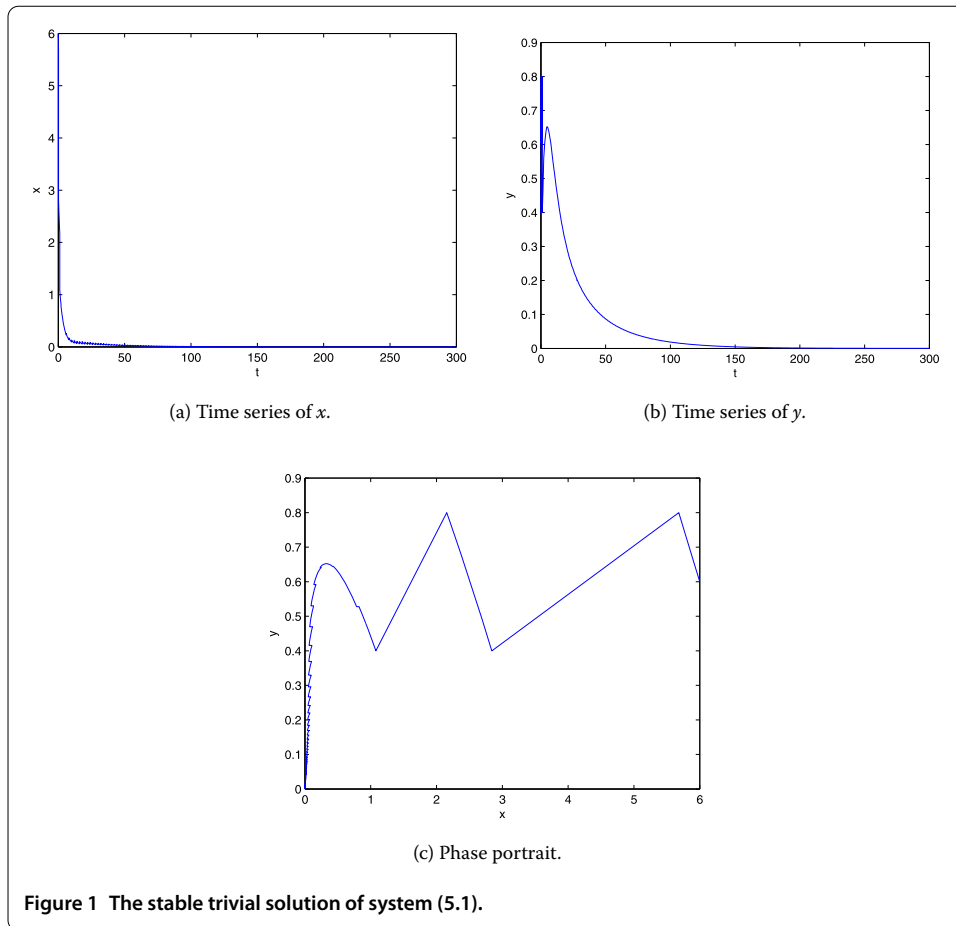 6
5
4
3
2
1
0
x
0 50 100 150 200 250 300
t
(a) Time series of x.
0.9
0.8
0.7
0.6
0.5
0.4
0.3
0.2
0.1
0
y
0 50 100 150 200 250 300
t
(b) Time series of y.
0.9
0.8
0.7
0.6
0.5
0.4
0.3
0.2
0.1
0
y
0 1 2 3 4 5 6
x
(c) Phase portrait.
Figure 1 The stable trivial solution of system (5.1).